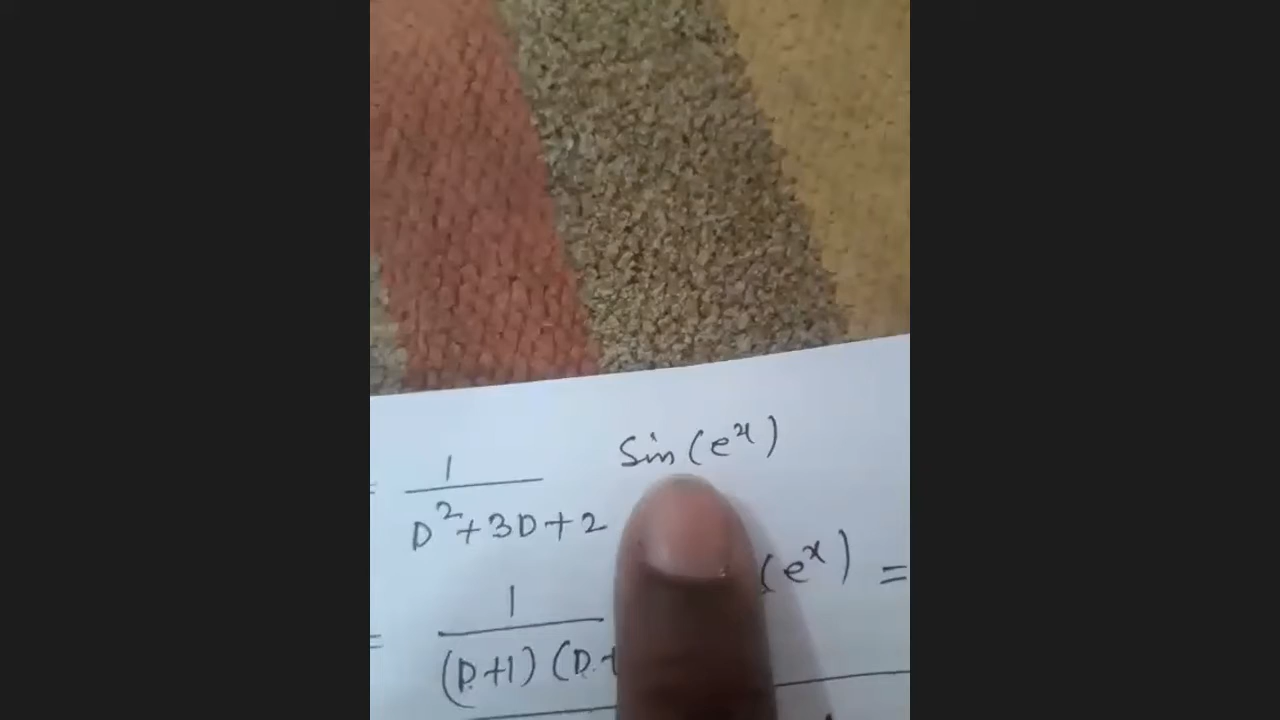 = 1/(D²+3D+2) Sin(eˣ)
= 1/((D+1)(D+ (eˣ) =